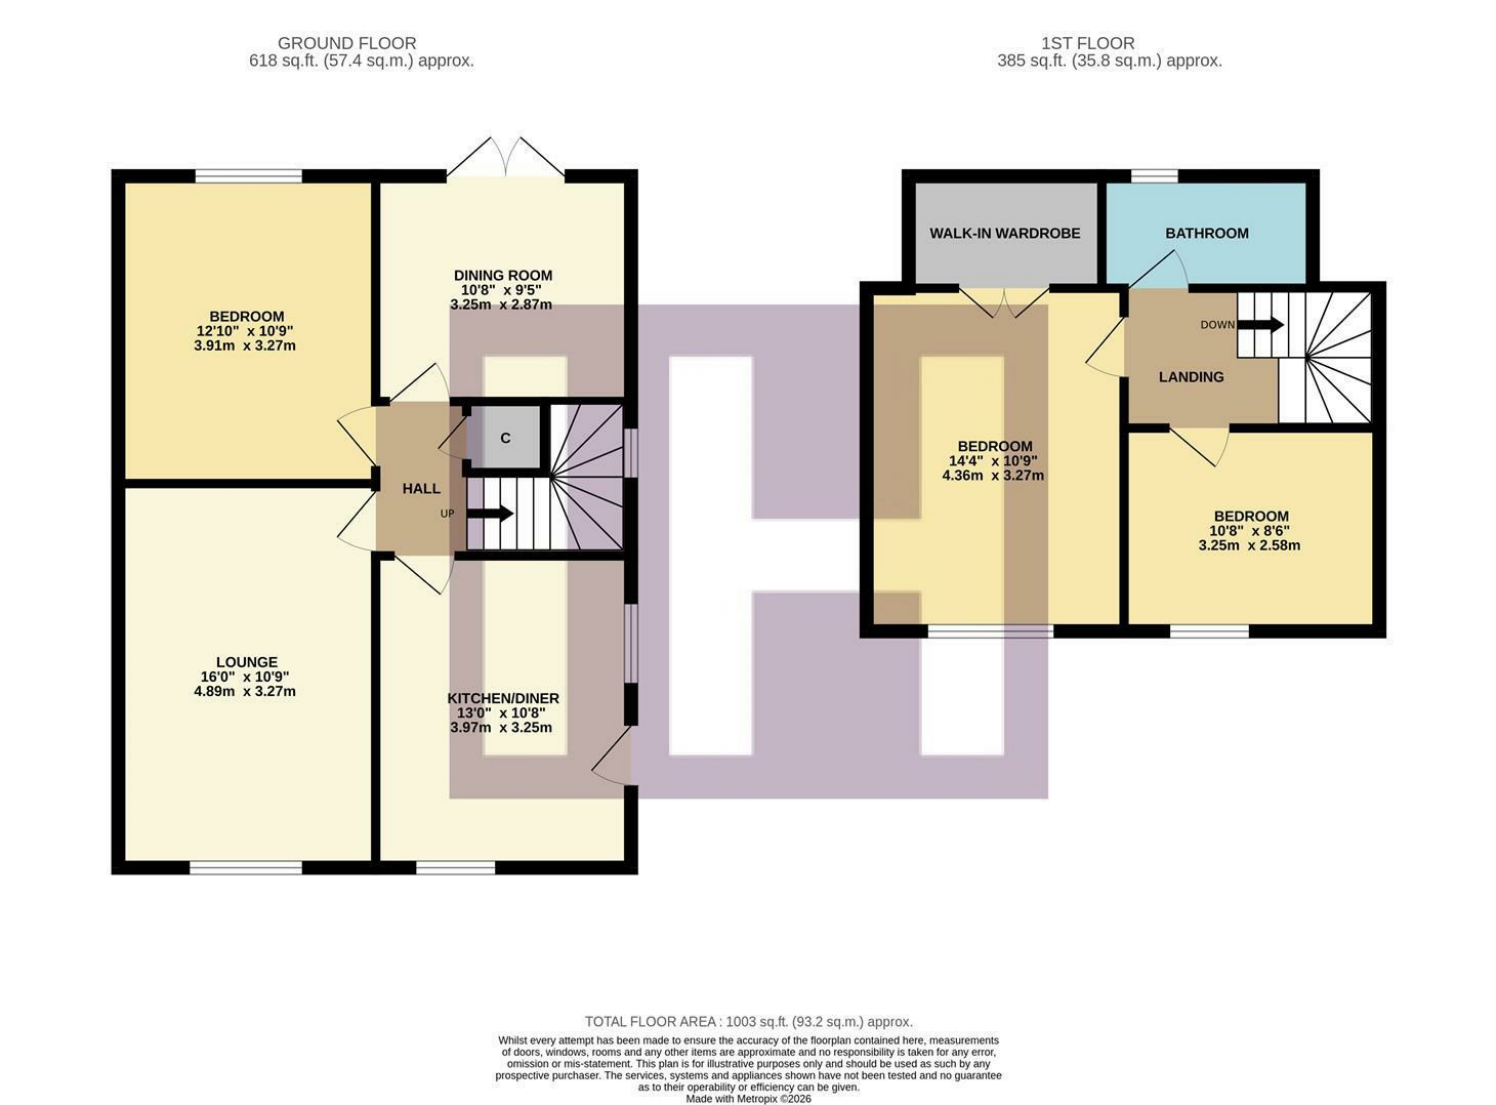 GROUND FLOOR
618 sq.ft. (57.4 sq.m.) approx.
1ST FLOOR
385 sq.ft. (35.8 sq.m.) approx.
BEDROOM
12'10" x 10'9"
3.91m x 3.27m
DINING ROOM
10'8" x 9'5"
3.25m x 2.87m
C
HALL
UP
LOUNGE
16'0" x 10'9"
4.89m x 3.27m
KITCHEN/DINER
13'0" x 10'8"
3.97m x 3.25m
WALK-IN WARDROBE
BATHROOM
DOWN
LANDING
BEDROOM
14'4" x 10'9"
4.36m x 3.27m
BEDROOM
10'8" x 8'6"
3.25m x 2.58m
TOTAL FLOOR AREA : 1003 sq.ft. (93.2 sq.m.) approx.
Whilst every attempt has been made to ensure the accuracy of the floorplan contained here, measurements
of doors, windows, rooms and any other items are approximate and no responsibility is taken for any error,
omission or mis-statement. This plan is for illustrative purposes only and should be used as such by any
prospective purchaser. The services, systems and appliances shown have not been tested and no guarantee
as to their operability or efficiency can be given.
Made with Metropix ©2026